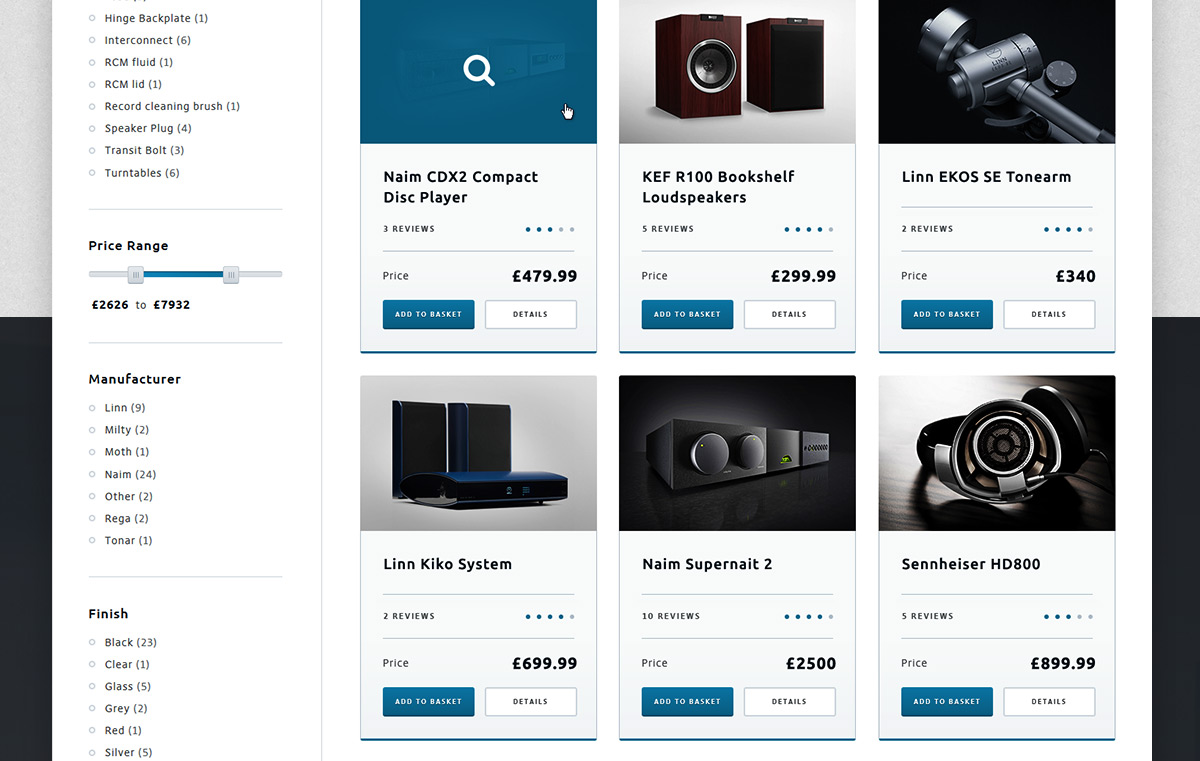 Hinge Backplate (1)
Interconnect (6)
RCM fluid (1)
RCM lid (1)
Record cleaning brush (1)
Speaker Plug (4)
Transit Bolt (3)
Turntables (6)
Price Range
£2626 to £7932
Manufacturer
Linn (9)
Milty (2)
Moth (1)
Naim (24)
Other (2)
Rega (2)
Tonar (1)
Finish
Black (23)
Clear (1)
Glass (5)
Grey (2)
Red (1)
Silver (5)
Naim CDX2 Compact
Disc Player
3 REVIEWS
Price £479.99
ADD TO BASKET DETAILS
KEF R100 Bookshelf
Loudspeakers
5 REVIEWS
Price £299.99
ADD TO BASKET DETAILS
LINN
Linn EKOS SE Tonearm
2 REVIEWS
Price £340
ADD TO BASKET DETAILS
Linn Kiko System
2 REVIEWS
Price £699.99
ADD TO BASKET DETAILS
Naim Supernait 2
10 REVIEWS
Price £2500
ADD TO BASKET DETAILS
Sennheiser HD800
5 REVIEWS
Price £899.99
ADD TO BASKET DETAILS